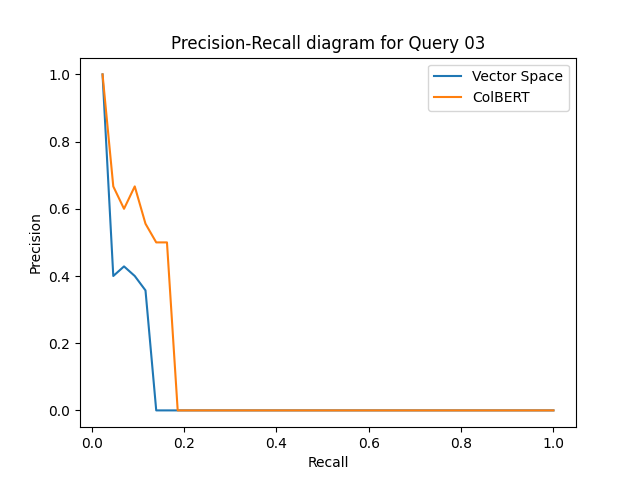 Precision-Recall diagram for Query 03
Vector Space
ColBERT
Precision
1.0
0.8
0.6
0.4
0.2
0.0
0.0 0.2 0.4 0.6 0.8 1.0
Recall